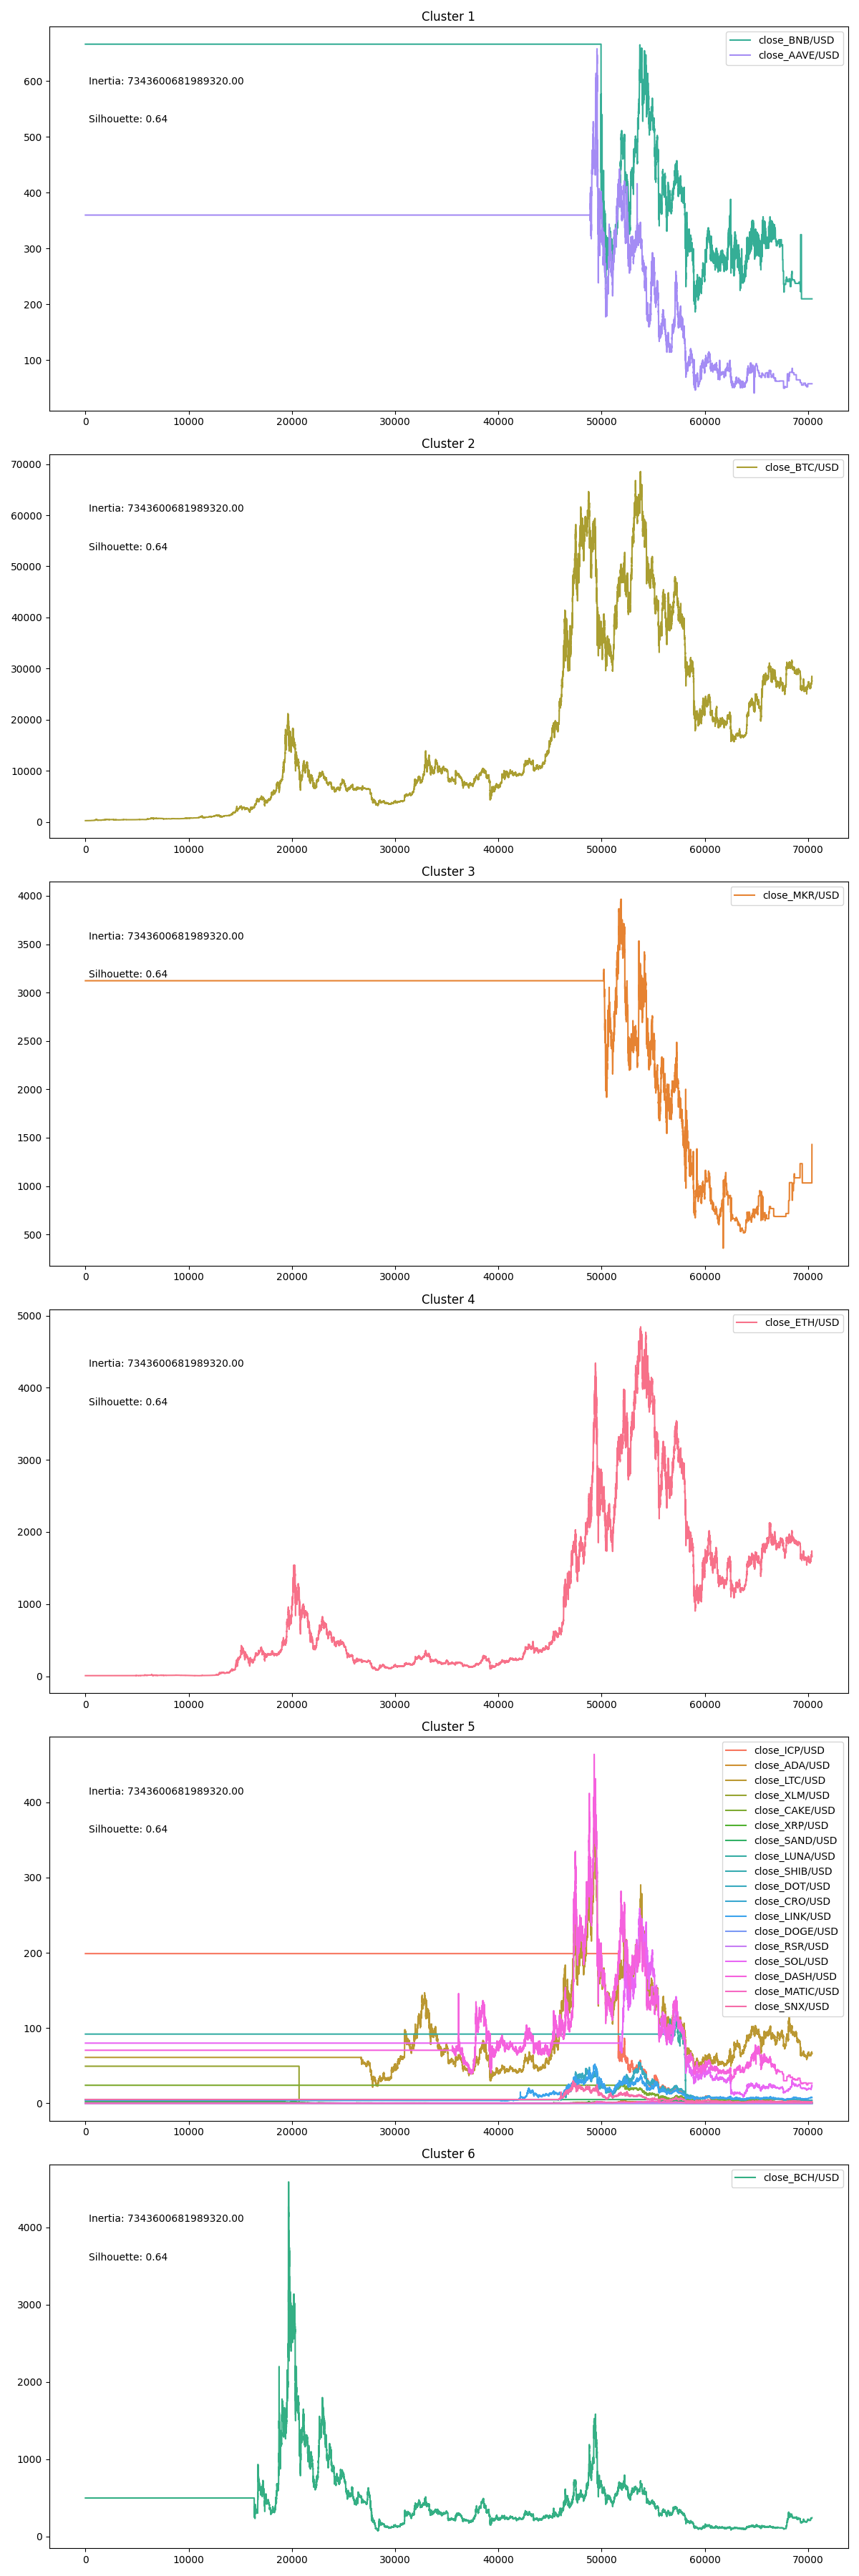 Cluster 1
close_BNB/USD
close_AAVE/USD
Inertia: 7343600681989320.00
Silhouette: 0.64
600
500
400
300
200
100
0 10000 20000 30000 40000 50000 60000 70000
Cluster 2
close_BTC/USD
Inertia: 7343600681989320.00
Silhouette: 0.64
70000
60000
50000
40000
30000
20000
10000
0
0 10000 20000 30000 40000 50000 60000 70000
Cluster 3
close_MKR/USD
Inertia: 7343600681989320.00
Silhouette: 0.64
4000
3500
3000
2500
2000
1500
1000
500
0 10000 20000 30000 40000 50000 60000 70000
Cluster 4
close_ETH/USD
Inertia: 7343600681989320.00
Silhouette: 0.64
5000
4000
3000
2000
1000
0
0 10000 20000 30000 40000 50000 60000 70000
Cluster 5
close_ICP/USD
close_ADA/USD
close_LTC/USD
close_XLM/USD
close_CAKE/USD
close_XRP/USD
close_SAND/USD
close_LUNA/USD
close_SHIB/USD
close_DOT/USD
close_CRO/USD
close_LINK/USD
close_DOGE/USD
close_RSR/USD
close_SOL/USD
close_DASH/USD
close_MATIC/USD
close_SNX/USD
Inertia: 7343600681989320.00
Silhouette: 0.64
400
300
200
100
0
0 10000 20000 30000 40000 50000 60000 70000
Cluster 6
close_BCH/USD
Inertia: 7343600681989320.00
Silhouette: 0.64
4000
3000
2000
1000
0
0 10000 20000 30000 40000 50000 60000 70000